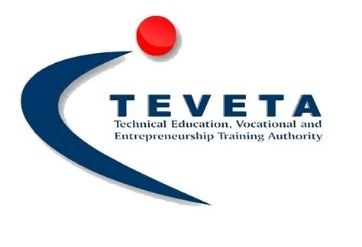 TEVETA
Technical Education, Vocational and
Entrepreneurship Training Authority